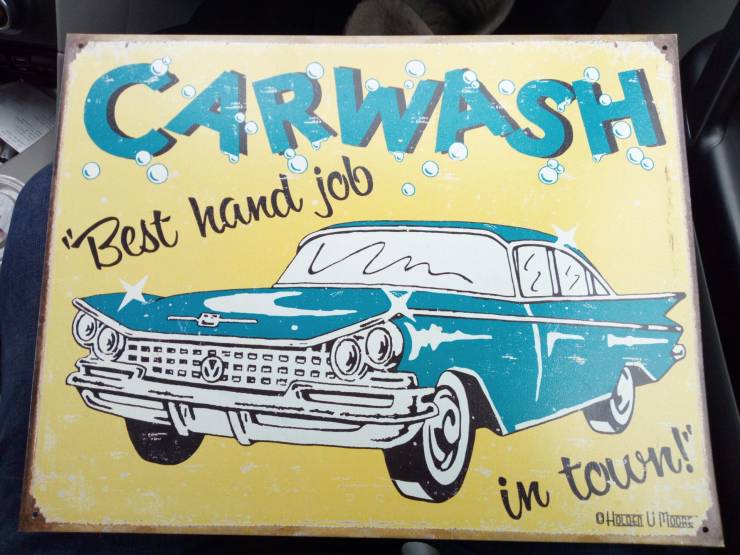 CARWASH
"Best hand job
in town!"
© HOLDEN U MOORE